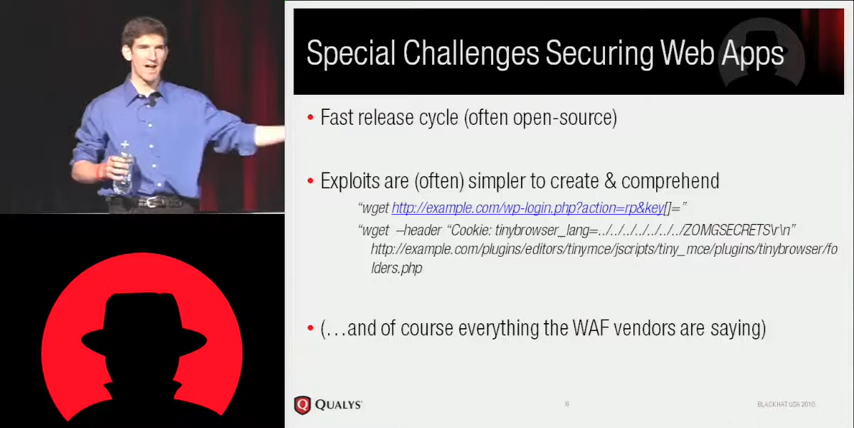 Special Challenges Securing Web Apps
• Fast release cycle (often open-source)
• Exploits are (often) simpler to create & comprehend
“wget http://example.com/wp-login.php?action=rp&key[]=”
“wget –header “Cookie: tinybrowser_lang=../../../../../../../ZOMGSECRETS\r\n”
http://example.com/plugins/editors/tinymce/jscripts/tiny_mce/plugins/tinybrowser/fo
lders.php
• (…and of course everything the WAF vendors are saying)
QUALYS
6
BLACKHAT USA 2010